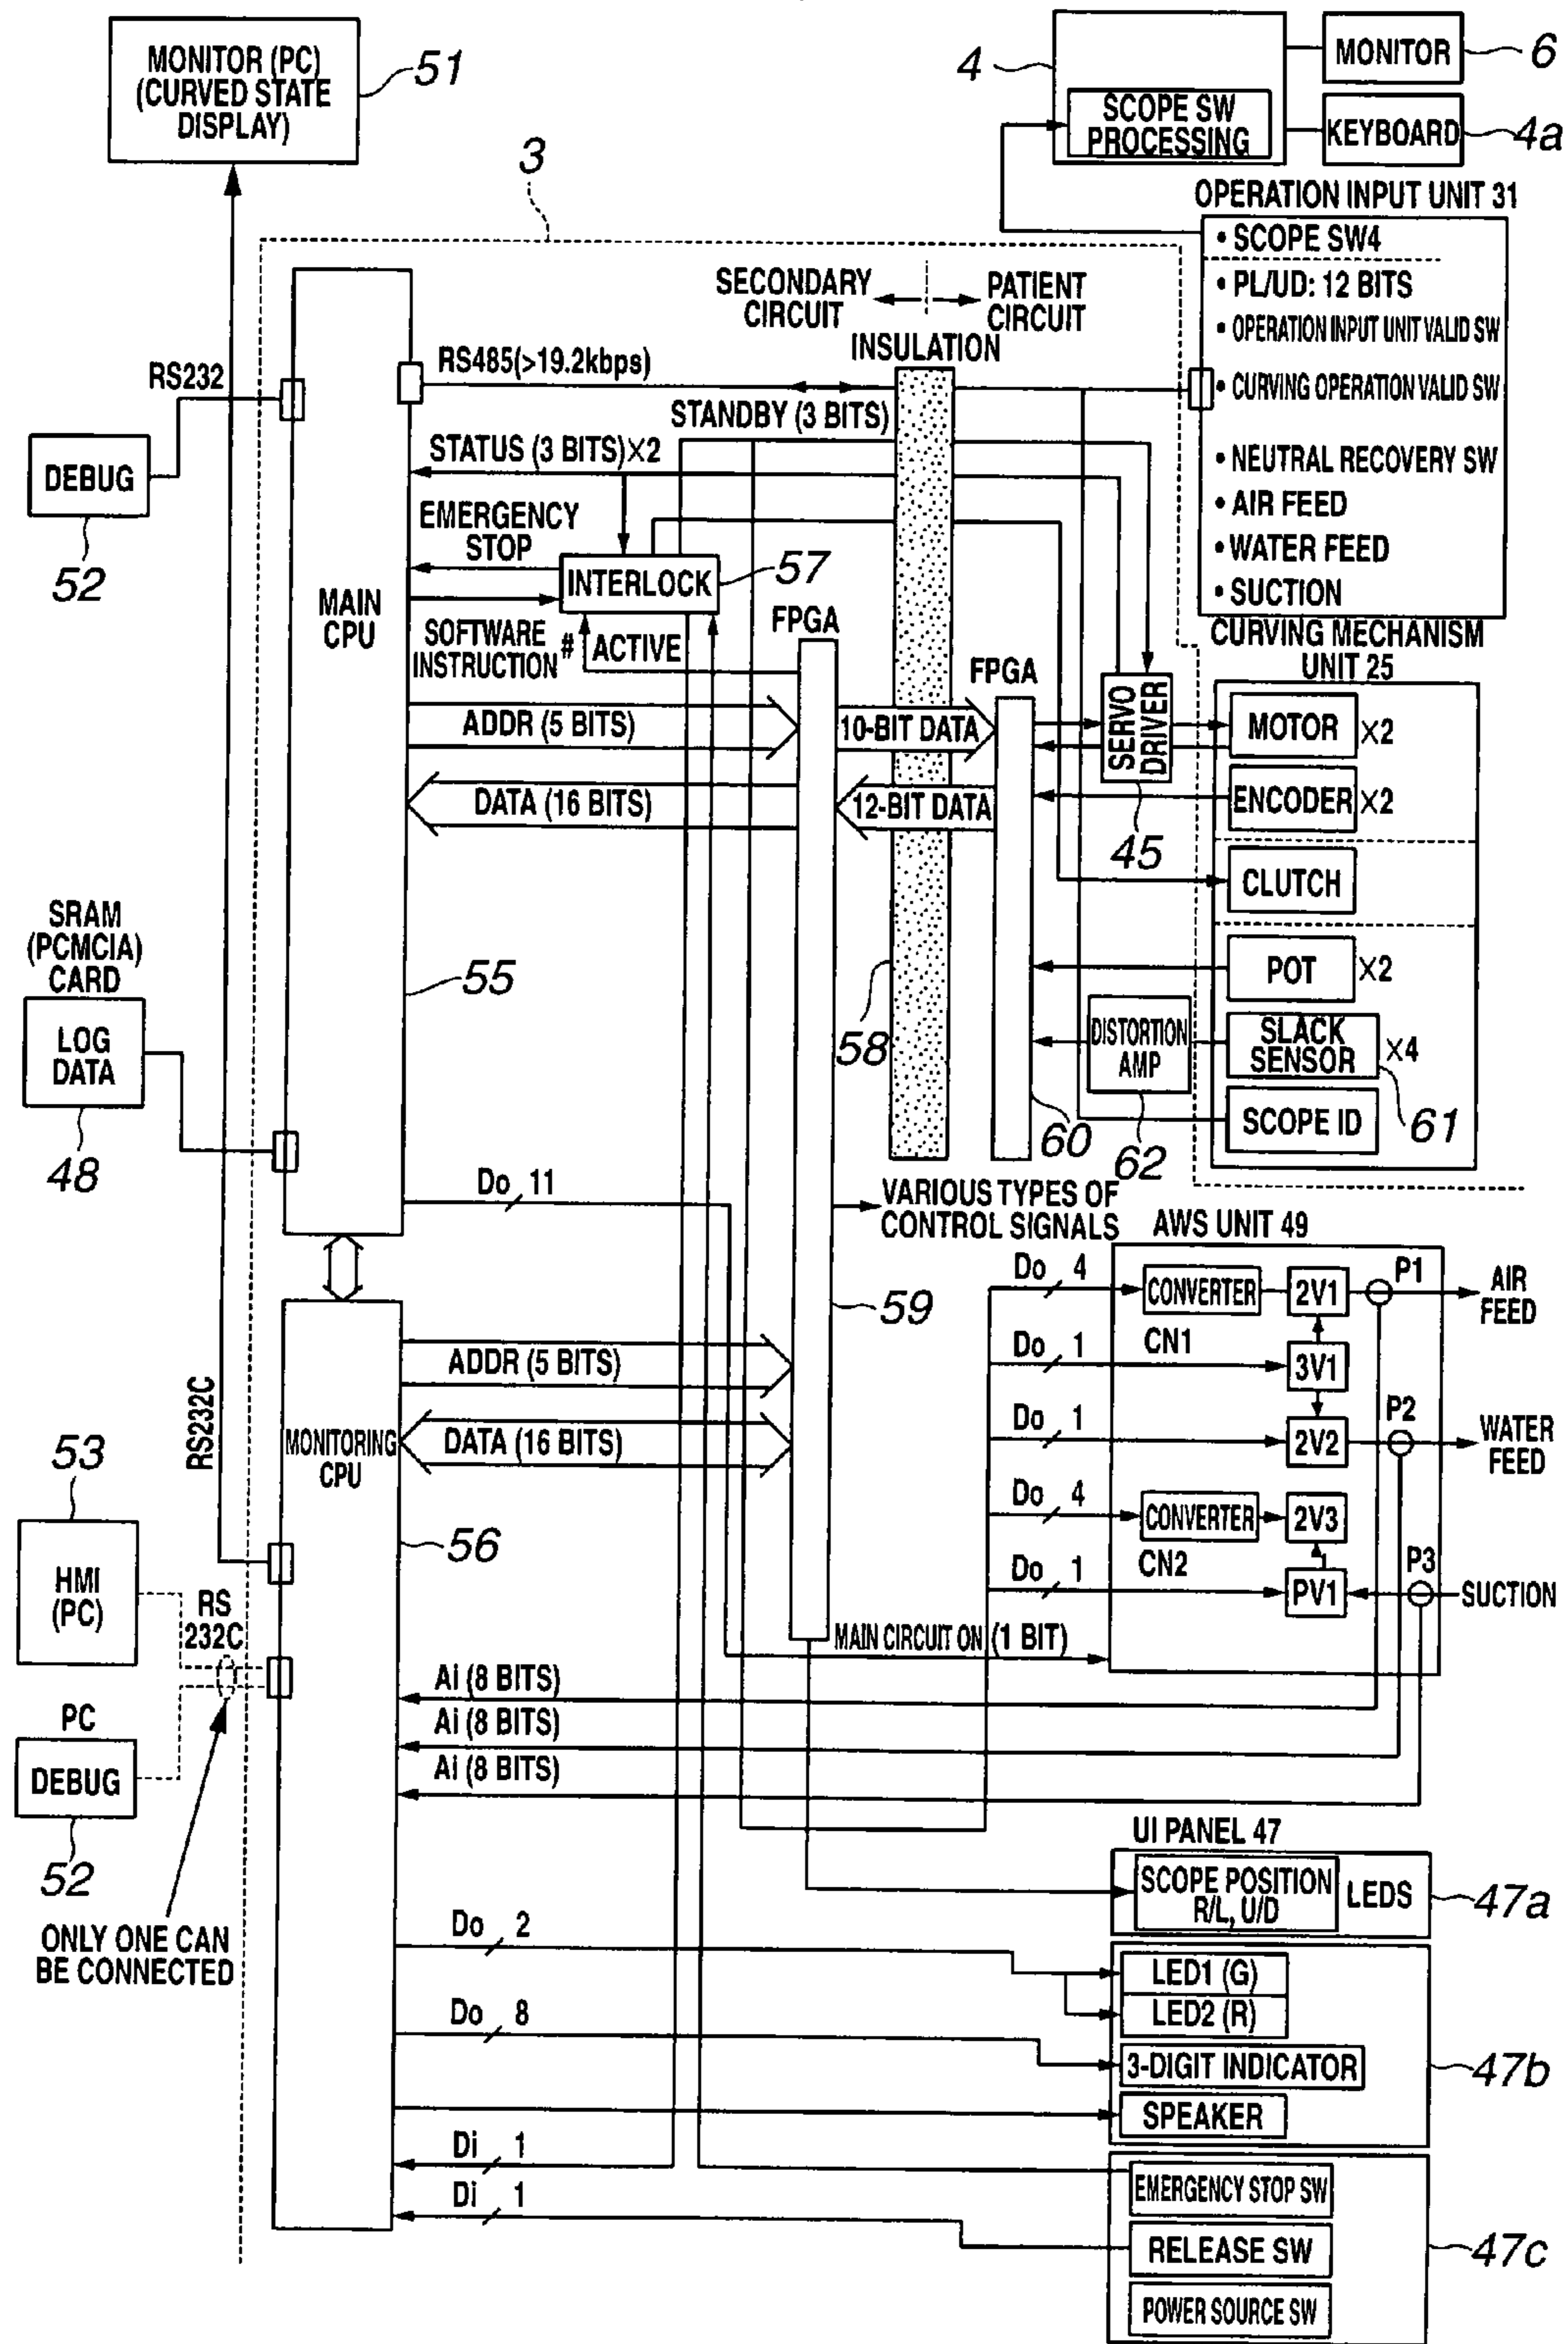 MONITOR (PC)
(CURVED STATE
DISPLAY)
51
4
SCOPE SW
PROCESSING
MONITOR
6
KEYBOARD
4a
3
OPERATION INPUT UNIT 31
• SCOPE SW4
• PL/UD: 12 BITS
• OPERATION INPUT UNIT VALID SW
• CURVING OPERATION VALID SW
• NEUTRAL RECOVERY SW
• AIR FEED
• WATER FEED
• SUCTION
SECONDARY
CIRCUIT
PATIENT
CIRCUIT
INSULATION
RS232
RS485(>19.2kbps)
STANDBY (3 BITS)
STATUS (3 BITS)×2
DEBUG
52
EMERGENCY
STOP
INTERLOCK
57
MAIN
CPU
SOFTWARE
INSTRUCTION
# ACTIVE
FPGA
FPGA
CURVING MECHANISM
UNIT 25
ADDR (5 BITS)
10-BIT DATA
SERVO
DRIVER
MOTOR
×2
DATA (16 BITS)
12-BIT DATA
ENCODER
×2
45
CLUTCH
SRAM
(PCMCIA)
CARD
LOG
DATA
48
55
58
POT
×2
DISTORTION
AMP
SLACK
SENSOR
×4
SCOPE ID
61
60
62
Do 11
VARIOUS TYPES OF
CONTROL SIGNALS
AWS UNIT 49
59
Do 4
CONVERTER
2V1
P1
AIR
FEED
Do 1
CN1
3V1
ADDR (5 BITS)
Do 1
2V2
P2
WATER
FEED
RS232C
MONITORING
CPU
DATA (16 BITS)
53
Do 4
CONVERTER
2V3
HMI
(PC)
56
Do 1
CN2
PV1
P3
SUCTION
RS
232C
MAIN CIRCUIT ON (1 BIT)
Ai (8 BITS)
Ai (8 BITS)
Ai (8 BITS)
PC
DEBUG
52
ONLY ONE CAN
BE CONNECTED
UI PANEL 47
SCOPE POSITION
R/L, U/D
LEDS
47a
Do 2
LED1 (G)
LED2 (R)
Do 8
3-DIGIT INDICATOR
47b
SPEAKER
Di 1
EMERGENCY STOP SW
Di 1
RELEASE SW
47c
POWER SOURCE SW